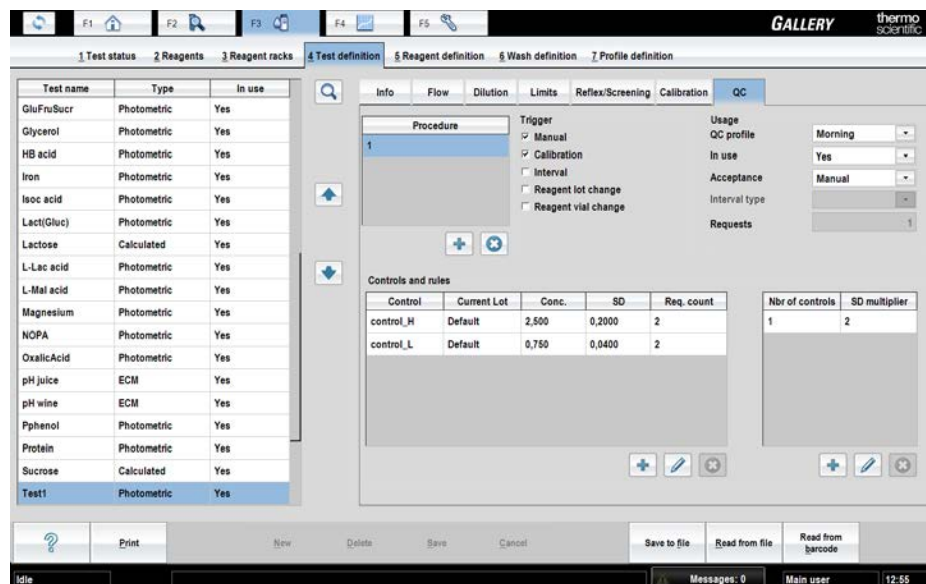 F1 F2 F3 F4 F5 GALLERY thermo scientific
1 Test status 2 Reagents 3 Reagent racks 4 Test definition 5 Reagent definition 6 Wash definition 7 Profile definition
Test name Type In use
GluFruSucr Photometric Yes
Glycerol Photometric Yes
HB acid Photometric Yes
Iron Photometric Yes
Isoc acid Photometric Yes
Lact(Gluc) Photometric Yes
Lactose Calculated Yes
L-Lac acid Photometric Yes
L-Mal acid Photometric Yes
Magnesium Photometric Yes
NOPA Photometric Yes
OxalicAcid Photometric Yes
pH juice ECM Yes
pH wine ECM Yes
Pphenol Photometric Yes
Protein Photometric Yes
Sucrose Calculated Yes
Test1 Photometric Yes
Info Flow Dilution Limits Reflex/Screening Calibration QC
Procedure
1
Trigger
Manual
Calibration
Interval
Reagent lot change
Reagent vial change
Usage
QC profile Morning
In use Yes
Acceptance Manual
Interval type
Requests 1
Controls and rules
Control Current Lot Conc. SD Req. count
control_H Default 2,500 0,2000 2
control_L Default 0,750 0,0400 2
Nbr of controls SD multiplier
1 2
? Print New Delete Save Cancel Save to file Read from file Read from barcode
Idle Messages: 0 Main user 12:55